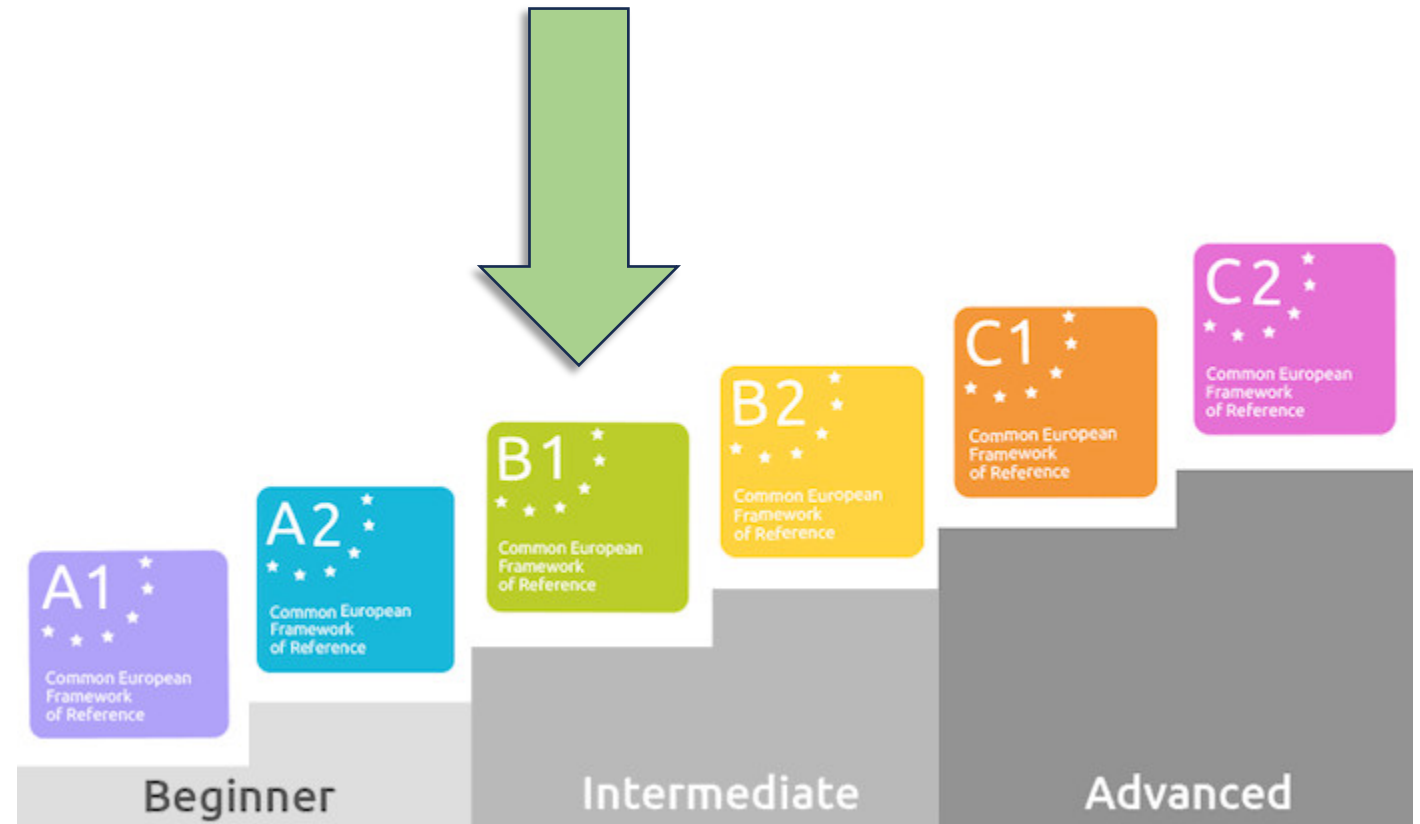 A1
Common European
Framework
of Reference
A2
Common European
Framework
of Reference
B1
Common European
Framework
of Reference
B2
Common European
Framework
of Reference
C1
Common European
Framework
of Reference
C2
Common European
Framework
of Reference
Beginner
Intermediate
Advanced